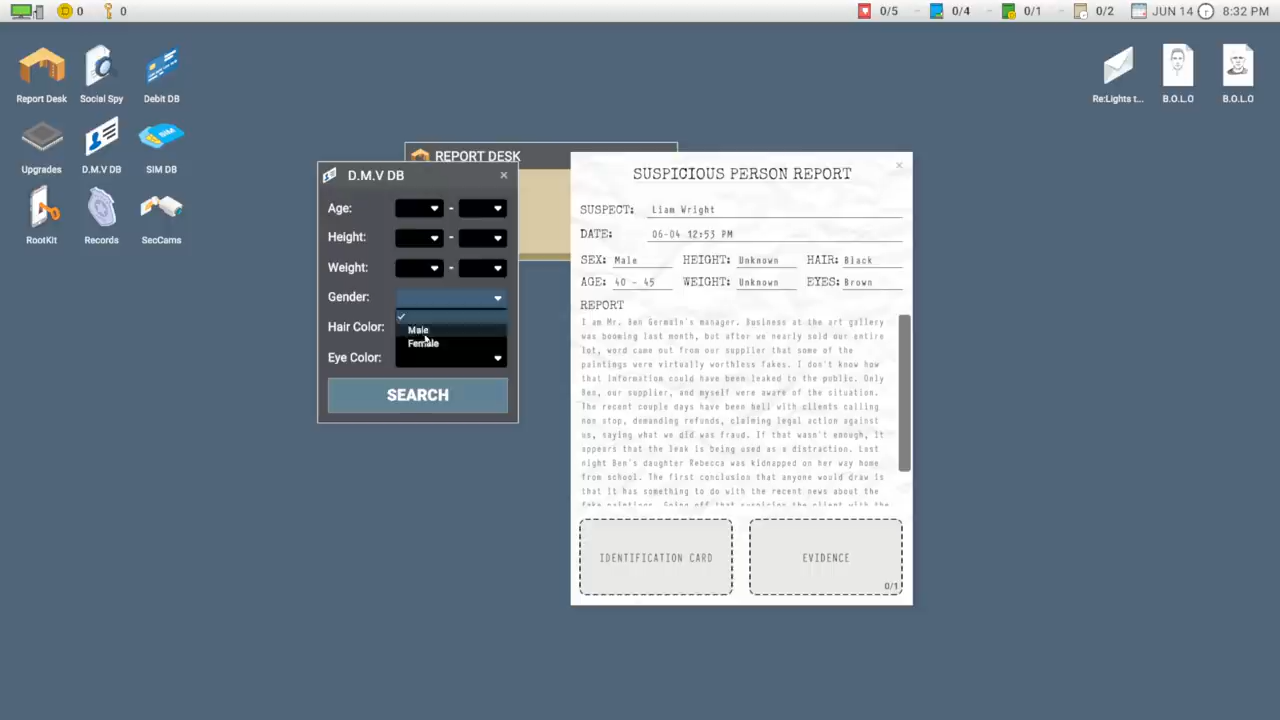 0
0
0/5
0/4
0/1
0/2
JUN 14
8:32 PM
Report Desk
Social Spy
Debit DB
Upgrades
D.M.V DB
SIM DB
RootKit
Records
SecCams
Re:Lights t...
B.O.L.O
B.O.L.O
REPORT DESK
D.M.V DB
Age:
-
Height:
-
Weight:
-
Gender:
Male
Female
Hair Color:
Eye Color:
SEARCH
SUSPICIOUS PERSON REPORT
SUSPECT: Liam Wright
DATE: 06-04 12:53 PM
SEX: Male HEIGHT: Unknown HAIR: Black
AGE: 40 - 45 WEIGHT: Unknown EYES: Brown
REPORT
I am Mr. Ben Germain's manager. Business at the art gallery
was booming last month, but after we nearly sold our entire
lot, word came out from our supplier that some of the
paintings were virtually worthless fakes. I don't know how
that information could have been leaked to the public. Only
Ben, our supplier, and myself were aware of the situation.
The recent couple days have been hell with clients calling
non stop, demanding refunds, claiming legal action against
us, saying what we did was fraud. If that wasn't enough, it
appears that the leak is being used as a distraction. Last
night Ben's daughter Rebecca was kidnapped on her way home
from school. The first conclusion that anyone would draw is
that it has something to do with the recent news about the
fake paintings. Going off that suspicion the client with the
IDENTIFICATION CARD
EVIDENCE
0/1